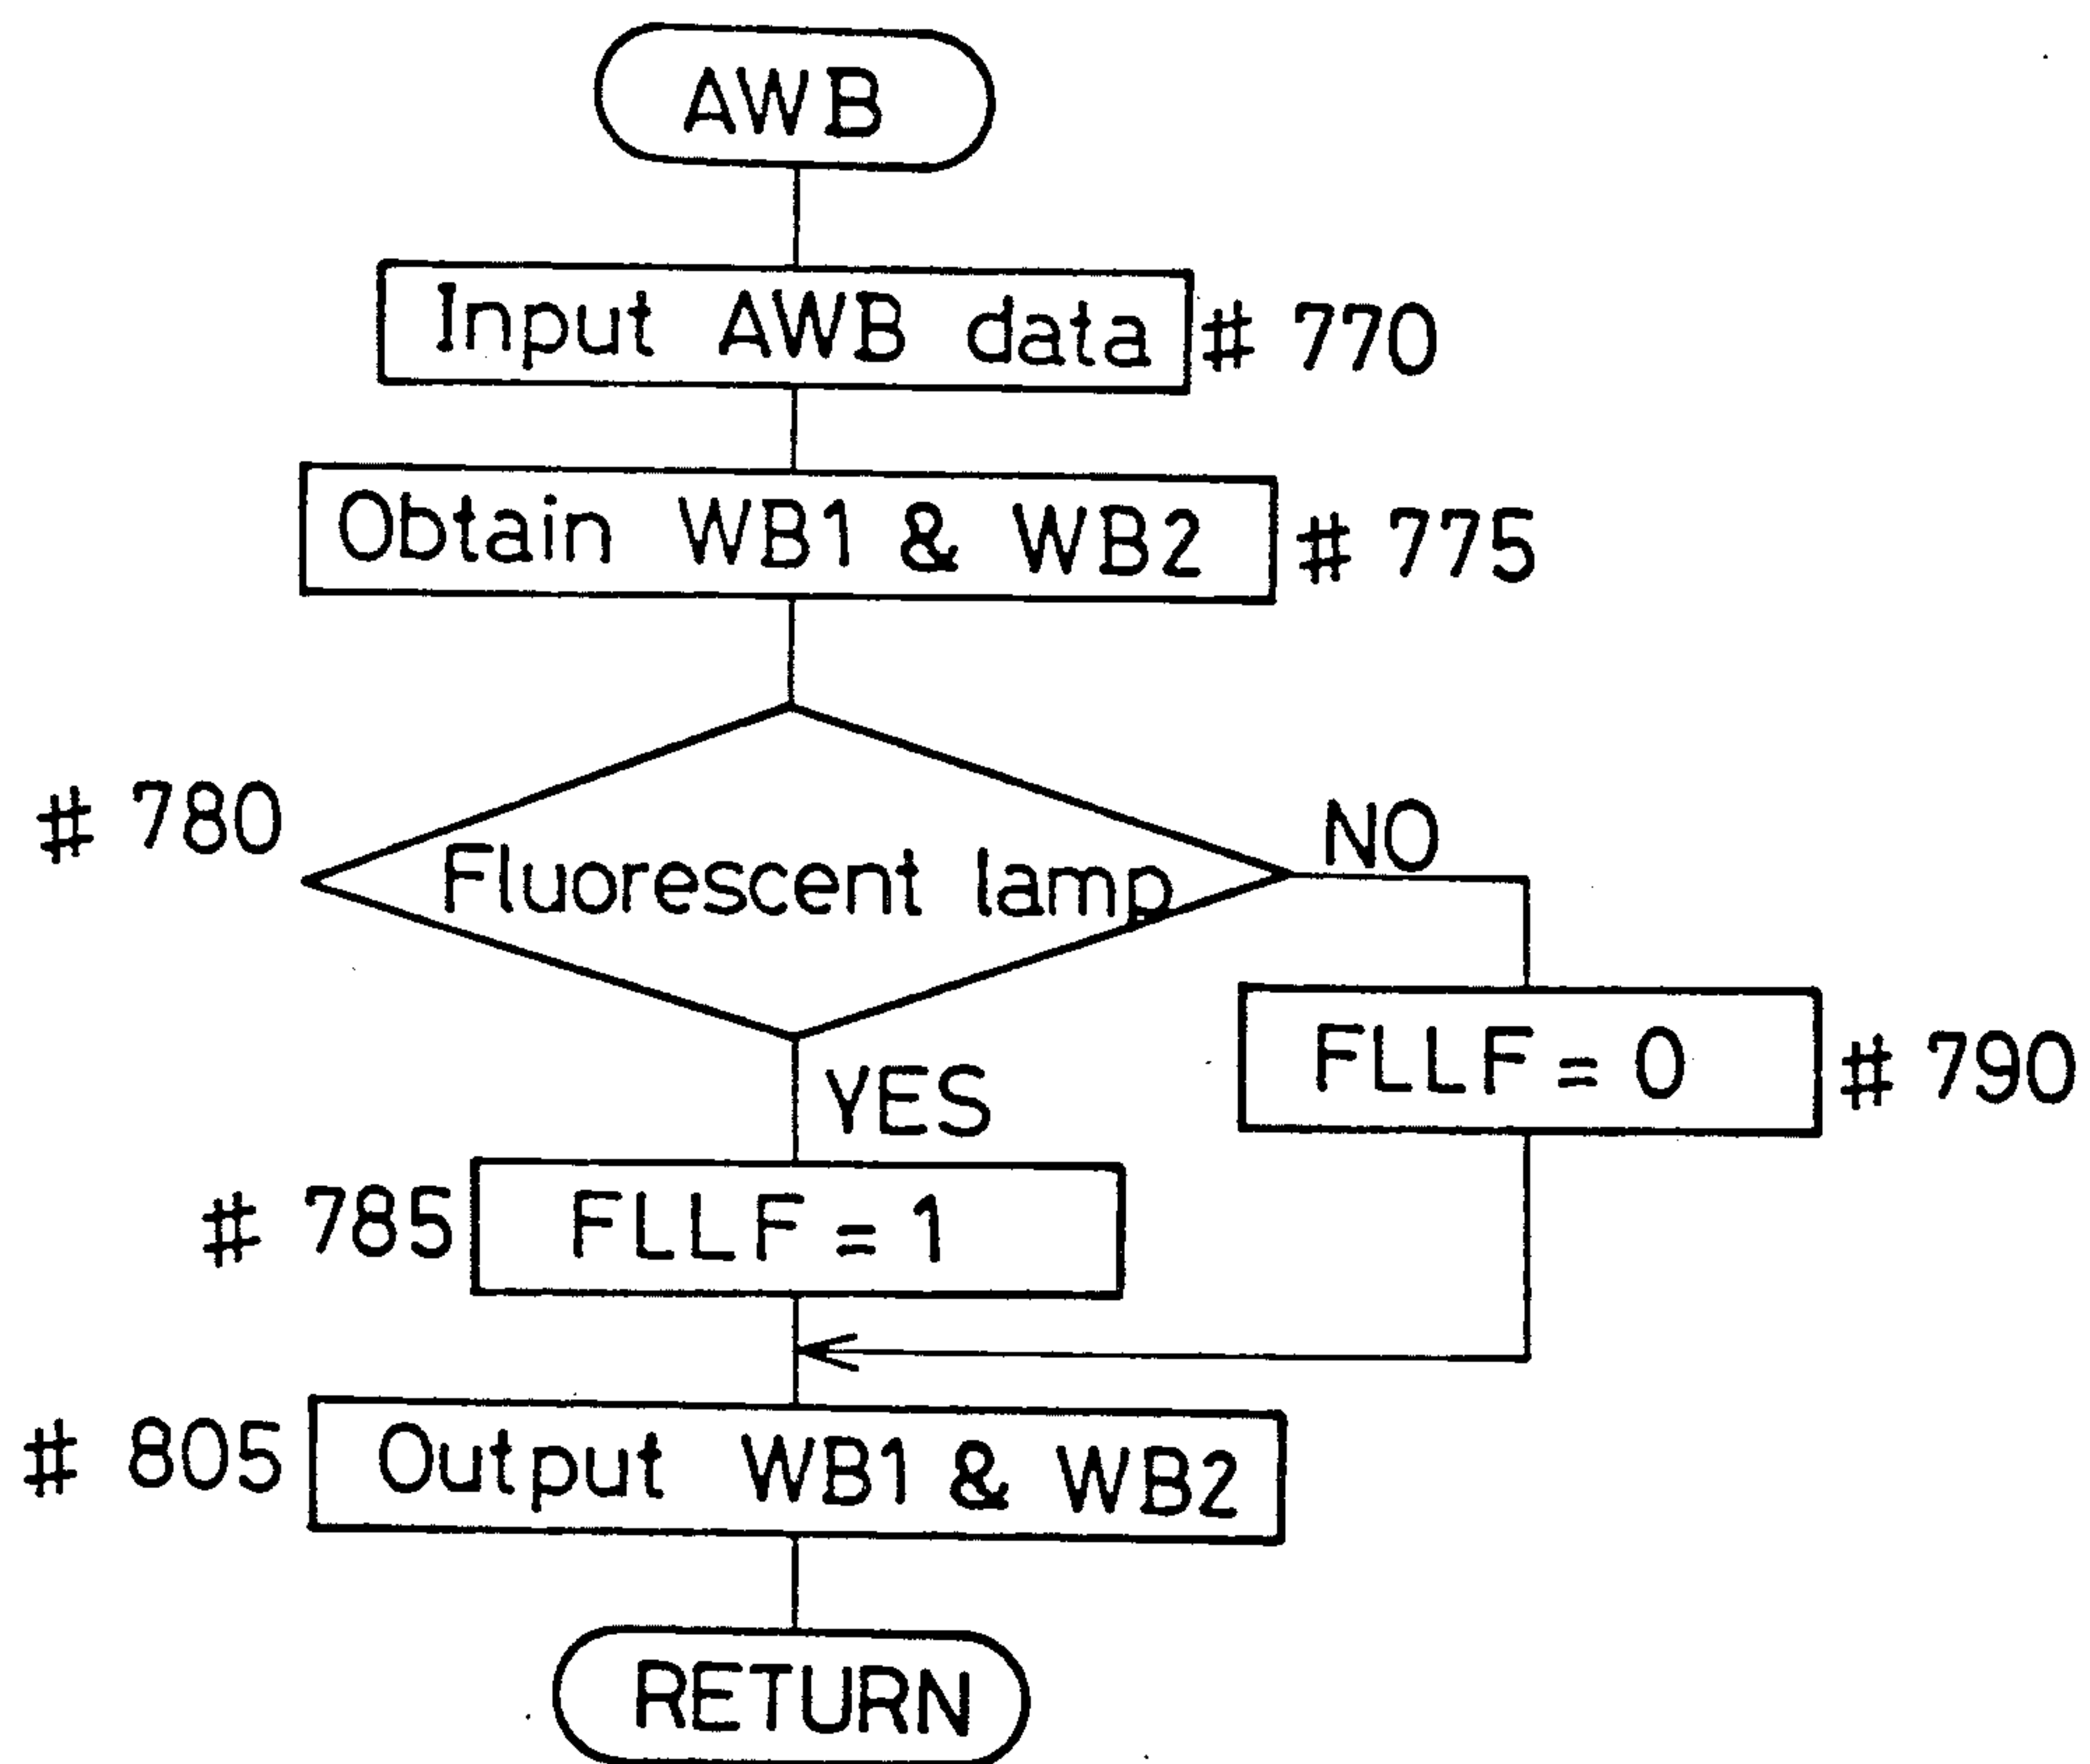 AWB
Input AWB data # 770
Obtain WB1 & WB2 # 775
# 780 Fluorescent lamp NO
YES
FLLF = 0 # 790
# 785 FLLF = 1
# 805 Output WB1 & WB2
RETURN